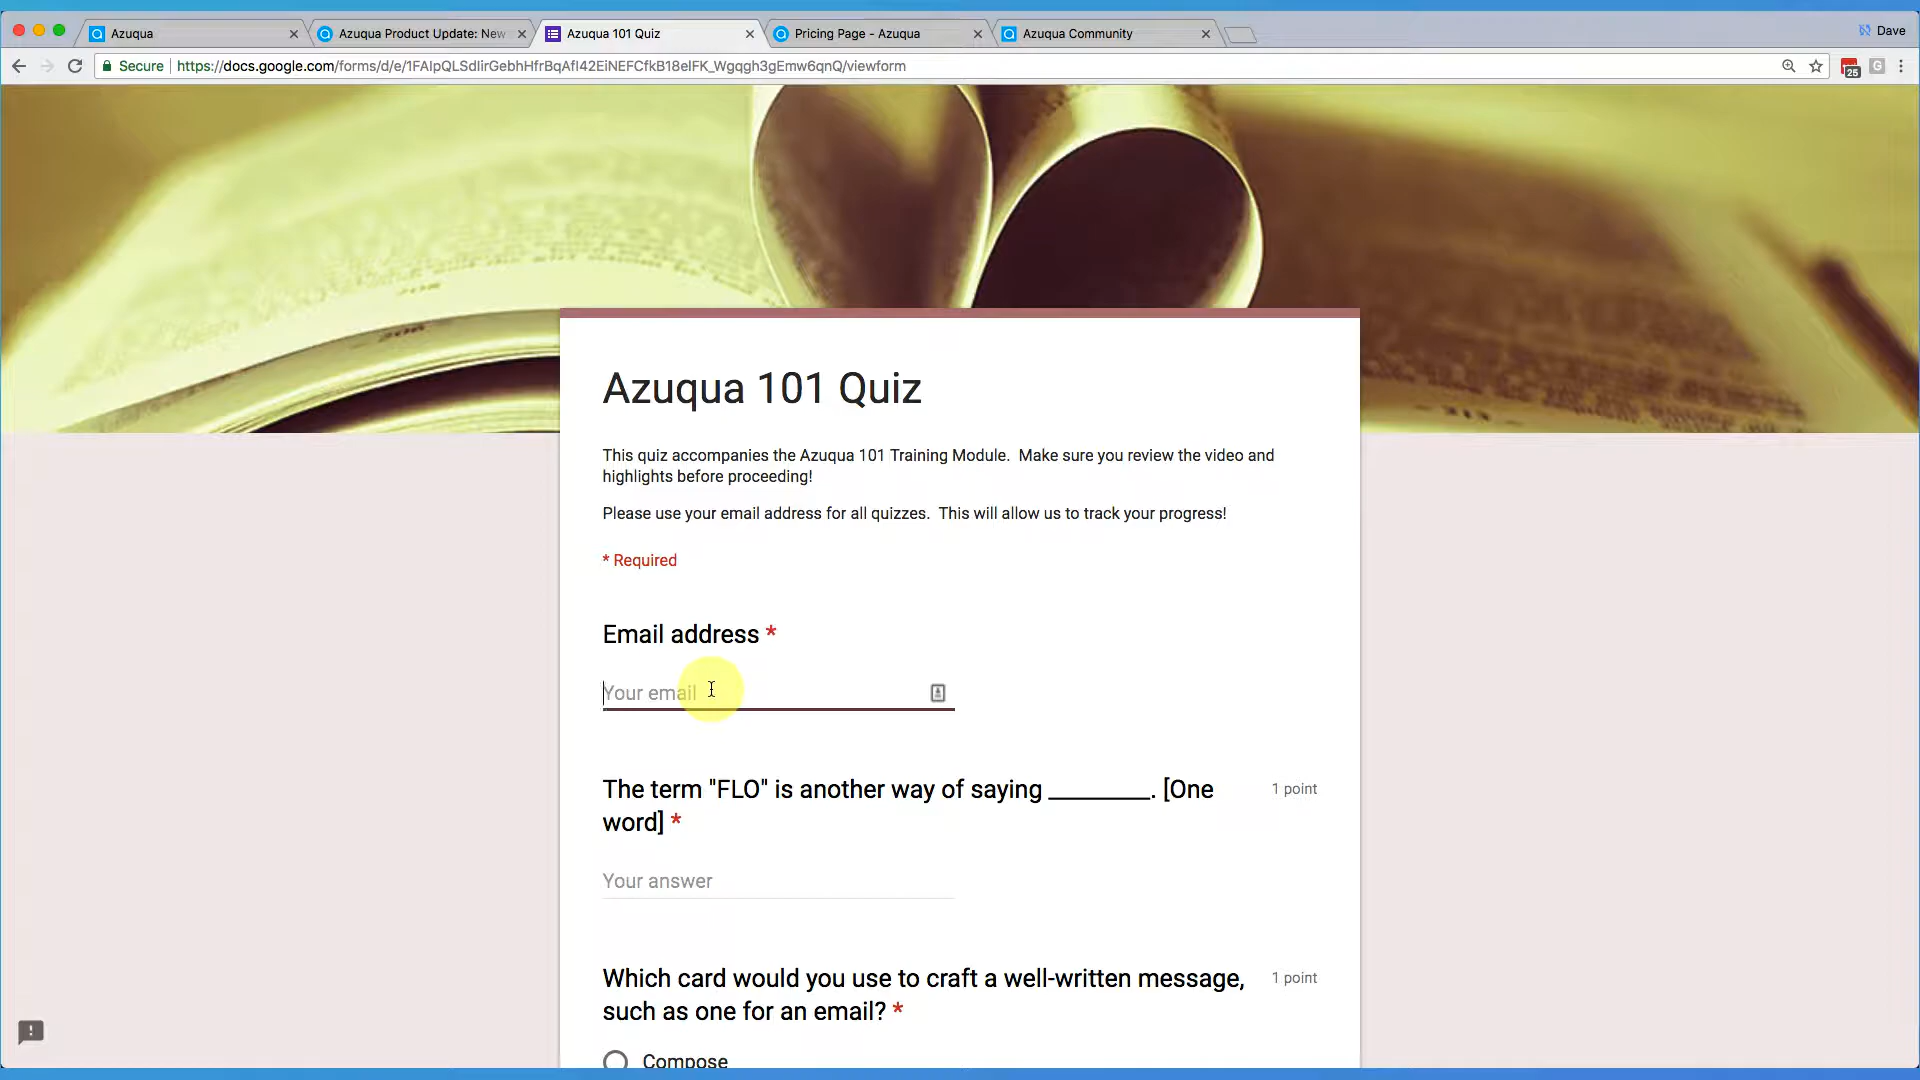 Azuqua
Azuqua Product Update: New
Azuqua 101 Quiz
Pricing Page - Azuqua
Azuqua Community
Dave
Secure
https://docs.google.com/forms/d/e/1FAIpQLSdlirGebhHfrBqAfI42EiNEFCfkB18elFK_Wgqgh3gEmw6qnQ/viewform
25
G
Azuqua 101 Quiz
This quiz accompanies the Azuqua 101 Training Module. Make sure you review the video and
highlights before proceeding!
Please use your email address for all quizzes. This will allow us to track your progress!
* Required
Email address *
Your email
The term "FLO" is another way of saying _________. [One
word] *
1 point
Your answer
Which card would you use to craft a well-written message,
such as one for an email? *
1 point
Compose